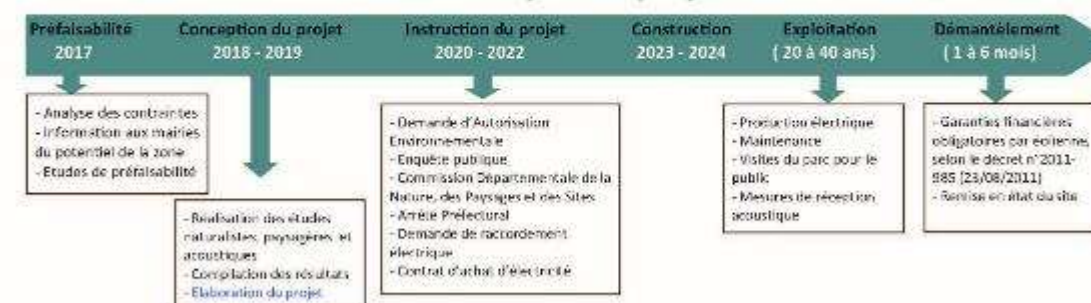 Préfaisabilité
2017
Conception du projet
2018 - 2019
Instruction du projet
2020 - 2022
Construction
2023 - 2024
Exploitation
( 20 à 40 ans)
Démantèlement
( 1 à 6 mois)
- Analyse des contraintes
- Information aux mairies
du potentiel de la zone
- Etudes de préfaisabilité
- Réalisation des études
naturalistes, paysagères et
acoustiques
- Compilation des résultats
- Elaboration du projet
- Demande d'Autorisation
Environnementale
- Enquête publique
- Commission Départementale de la
Nature, des Paysages et des Sites
- Arrêté Préfectoral
- Demande de raccordement
électrique
- Contrat d'achat d'électricité
- Production électrique
- Maintenance
- Visites du parc pour le
public
- Mesures de réception
acoustique
- Garanties financières
obligatoires par éolienne,
selon le décret n°2011-
985 (23/08/2011)
- Remise en état du site